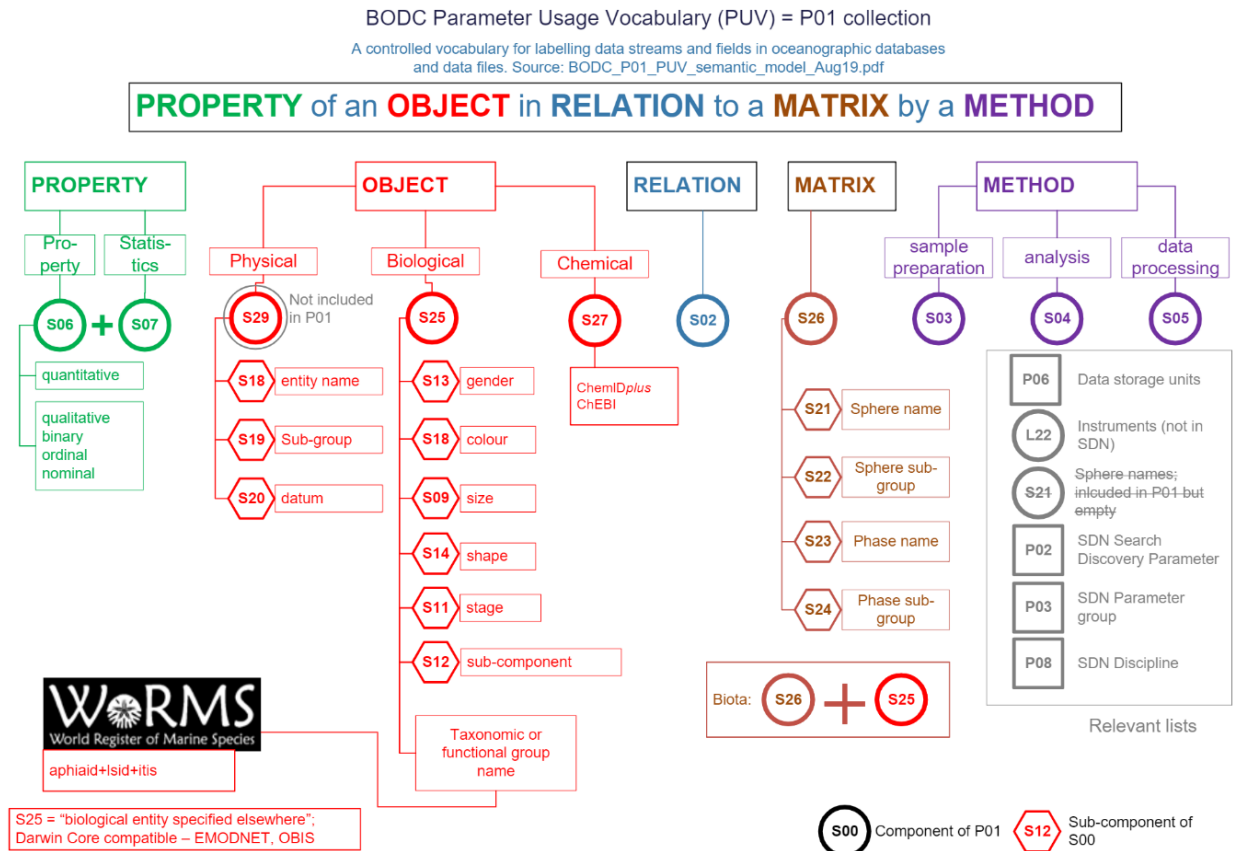 BODC Parameter Usage Vocabulary (PUV) = P01 collection
A controlled vocabulary for labelling data streams and fields in oceanographic databases
and data files. Source: BODC_P01_PUV_semantic_model_Aug19.pdf
PROPERTY of an OBJECT in RELATION to a MATRIX by a METHOD
PROPERTY
Pro-
perty
Statis-
tics
S06 + S07
quantitative
qualitative
binary
ordinal
nominal
OBJECT
Physical
S29
Not included
in P01
S18 entity name
S19 Sub-group
S20 datum
Biological
S25
S13 gender
S18 colour
S09 size
S14 shape
S11 stage
S12 sub-component
Taxonomic or
functional group
name
Chemical
S27
ChemIDplus
ChEBI
RELATION
S02
MATRIX
S26
S21 Sphere name
S22 Sphere sub-
group
S23 Phase name
S24 Phase sub-
group
Biota: S26 + S25
METHOD
sample
preparation
S03
analysis
S04
data
processing
S05
P06 Data storage units
L22 Instruments (not in
SDN)
S21 Sphere names;
inlcuded in P01 but
empty
P02 SDN Search
Discovery Parameter
P03 SDN Parameter
group
P08 SDN Discipline
Relevant lists
WoRMS
World Register of Marine Species
aphiaid+lsid+itis
S25 = “biological entity specified elsewhere”;
Darwin Core compatible – EMODNET, OBIS
S00 Component of P01
S12 Sub-component of
S00